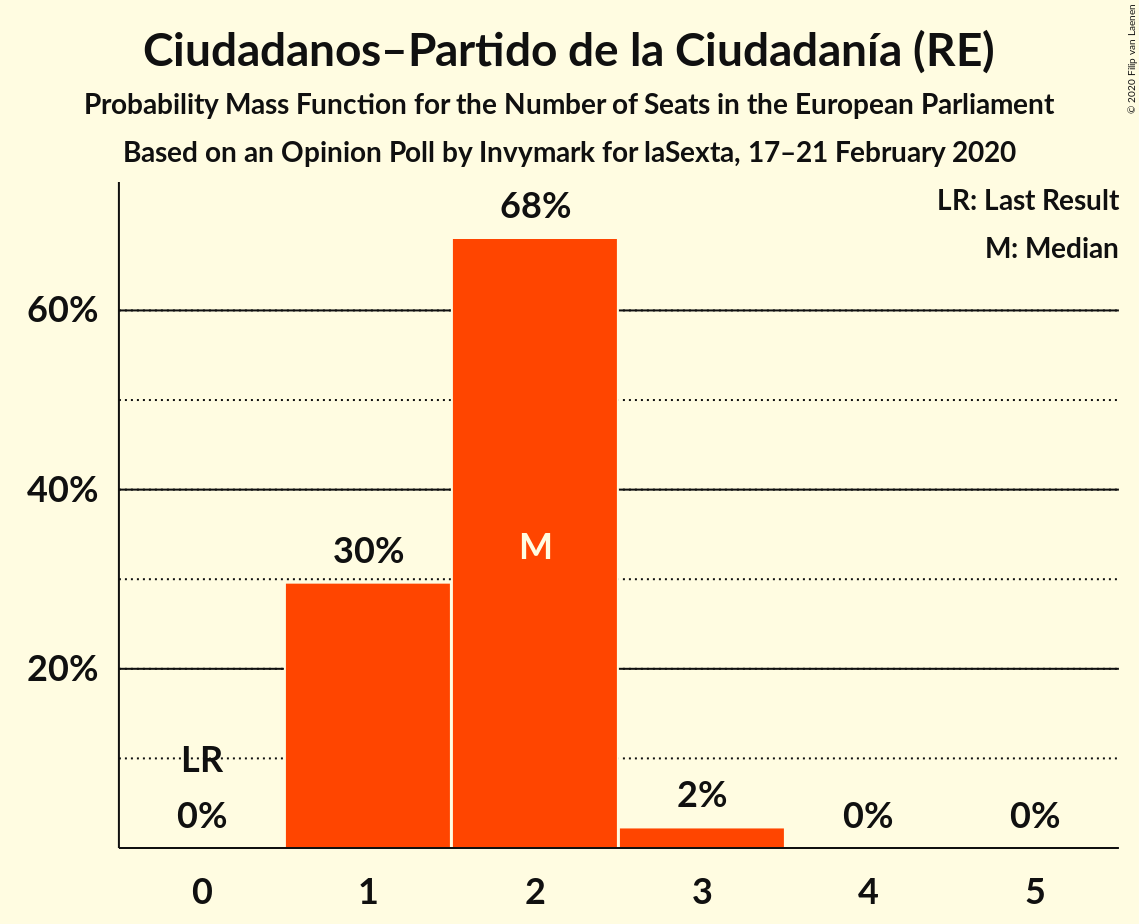 Ciudadanos–Partido de la Ciudadanía (RE)
Probability Mass Function for the Number of Seats in the European Parliament
Based on an Opinion Poll by Invymark for laSexta, 17–21 February 2020
© 2020 Filip van Laenen
LR: Last Result
M: Median
68%
60%
40%
30%
M
20%
LR
0%
2%
0%
0%
0 1 2 3 4 5